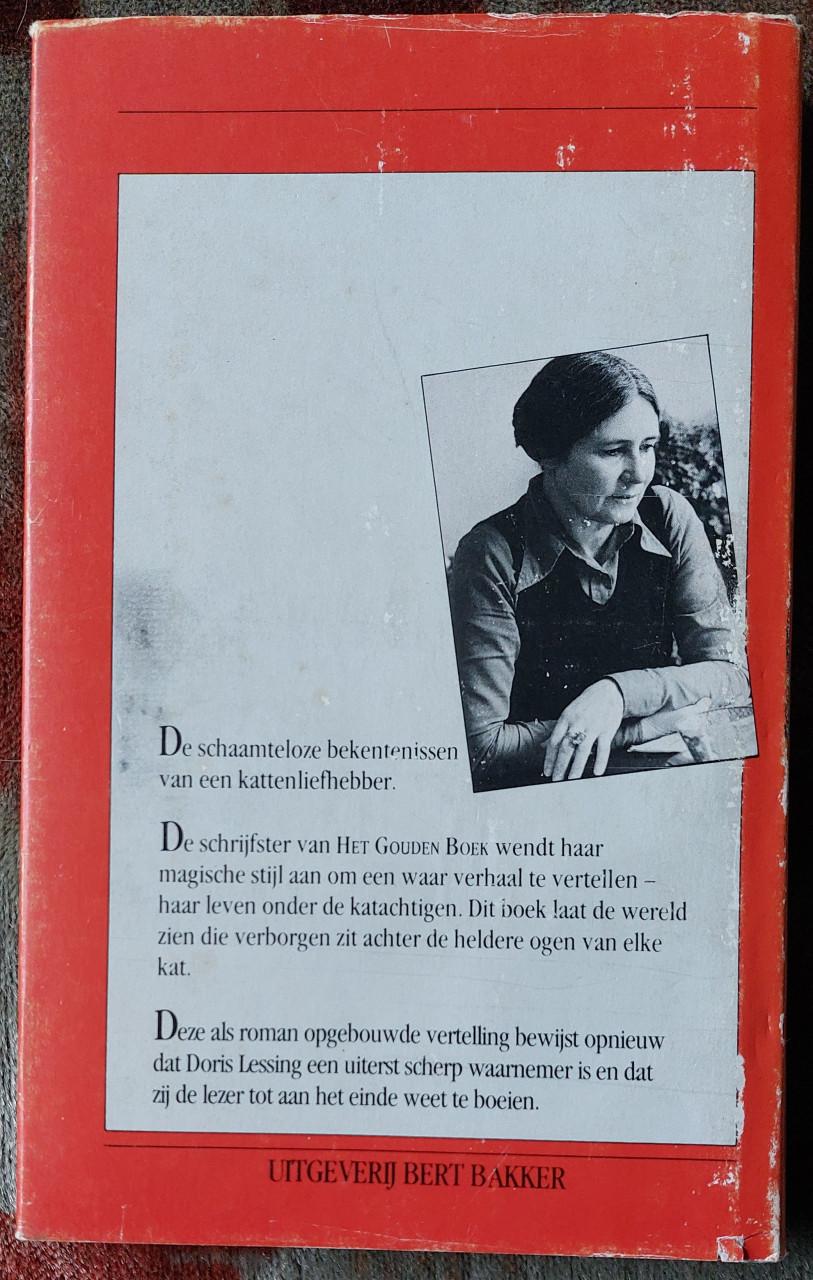 De schaamteloze bekentenissen
van een kattenliefhebber.
De schrijfster van HET GOUDEN BOEK wendt haar
magische stijl aan om een waar verhaal te vertellen –
haar leven onder de katachtigen. Dit boek laat de wereld
zien die verborgen zit achter de heldere ogen van elke
kat.
Deze als roman opgebouwde vertelling bewijst opnieuw
dat Doris Lessing een uiterst scherp waarnemer is en dat
zij de lezer tot aan het einde weet te boeien.
UITGEVERIJ BERT BAKKER